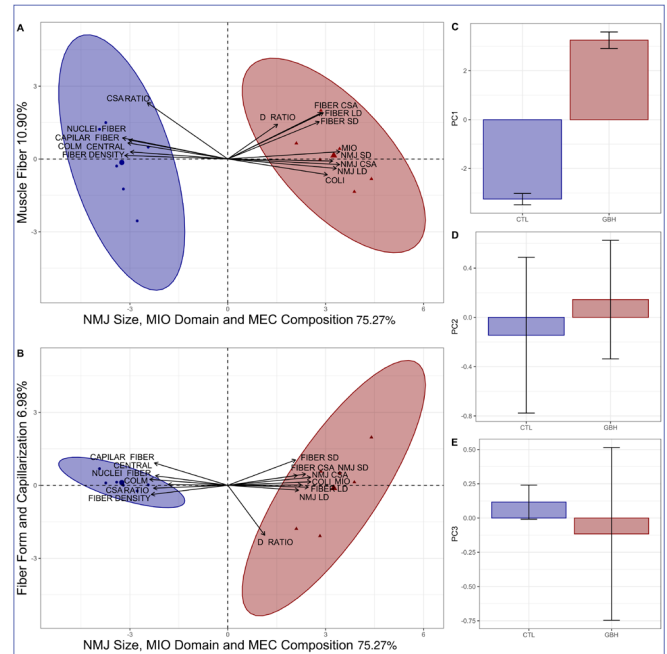 A
3
0
-3
Muscle Fiber 10.90%
CSARATIO
NUCLEI FIBER
CAPILAR FIBER
COLM CENTRAL
FIBER DENSITY
D RATIO
FIBER CSA
FIBER LD
FIBER SD
MIO
NMJ SD
NMJ CSA
NMJ LD
COLI
-3 0 3 6
NMJ Size, MIO Domain and MEC Composition 75.27%
B
3
0
-3
Fiber Form and Capillarization 6.98%
CAPILAR FIBER
CENTRAL
NUCLEI FIBER
COLM
CSARATIO
FIBER DENSITY
FIBER SD
FIBER CSA NMJ SD
NMJ CSA
COLI MIO
FIBER LD
NMJ LD
D RATIO
-3 0 3 6
NMJ Size, MIO Domain and MEC Composition 75.27%
C
PC1
2
0
-2
CTL GBH
D
PC2
0.4
0.0
-0.4
-0.8
CTL GBH
E
PC3
0.50
0.25
0.00
-0.25
-0.50
-0.75
CTL GBH